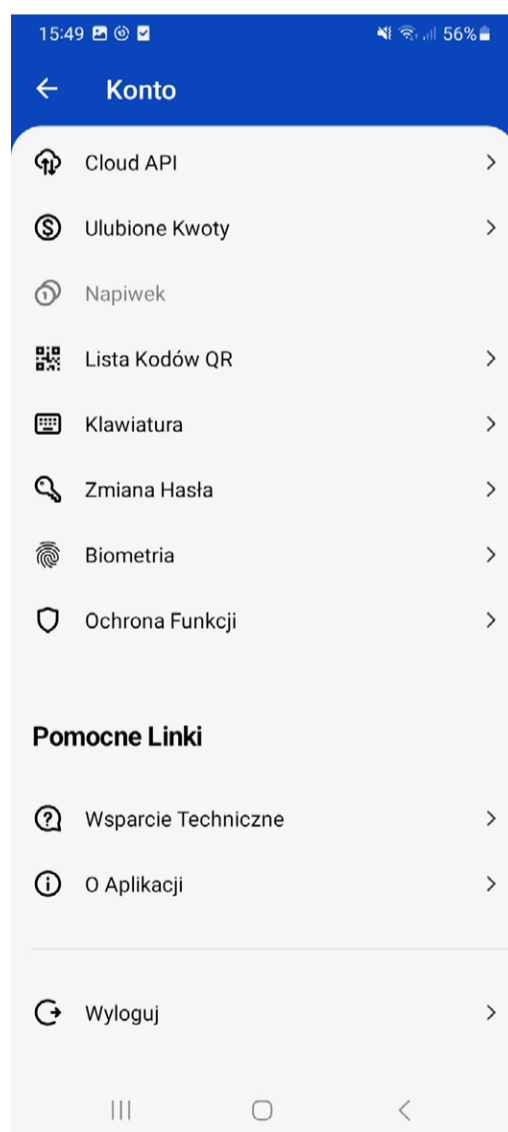 15:49 56%
Konto
Cloud API
Ulubione Kwoty
Napiwek
Lista Kodów QR
Klawiatura
Zmiana Hasła
Biometria
Ochrona Funkcji
Pomocne Linki
Wsparcie Techniczne
O Aplikacji
Wyloguj